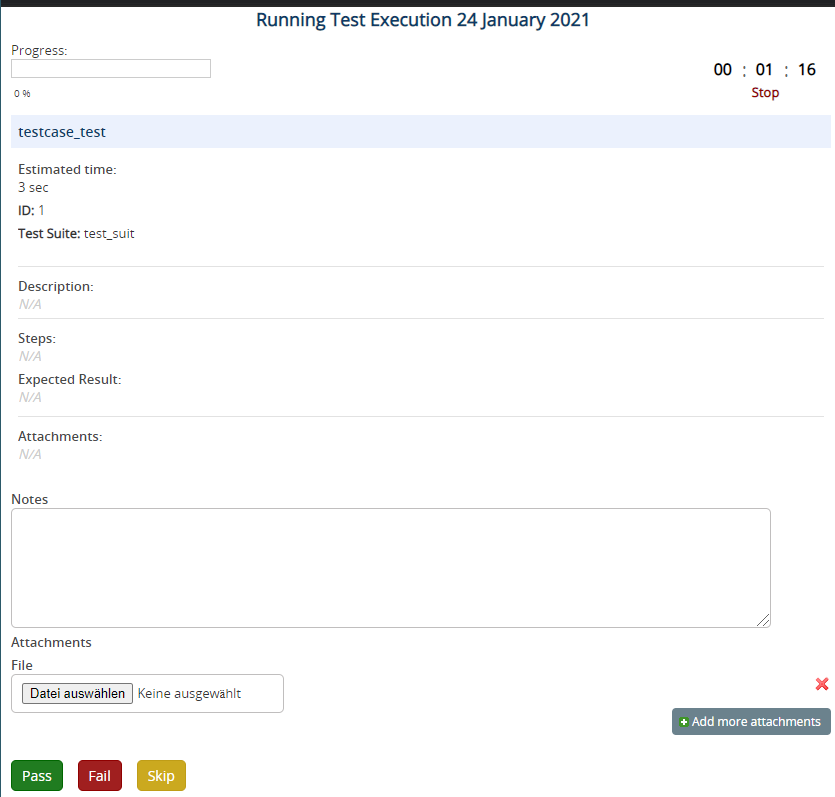 Running Test Execution 24 January 2021
Progress:
00 : 01 : 16
0 %
Stop
testcase_test
Estimated time:
3 sec
ID: 1
Test Suite: test_suit
Description:
N/A
Steps:
N/A
Expected Result:
N/A
Attachments:
N/A
Notes
Attachments
File
Datei auswählen Keine ausgewählt
Add more attachments
Pass Fail Skip